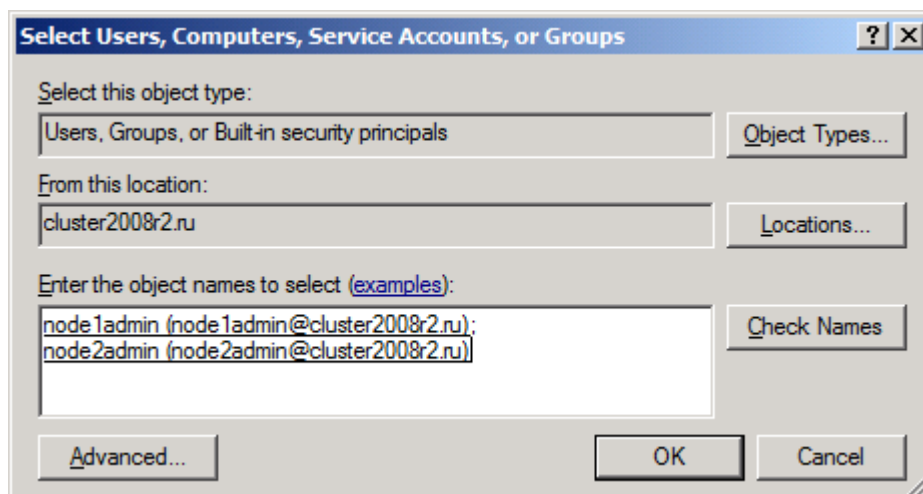 Select Users, Computers, Service Accounts, or Groups
Select this object type:
Users, Groups, or Built-in security principals
Object Types...
From this location:
cluster2008r2.ru
Locations...
Enter the object names to select (examples):
node1admin (node1admin@cluster2008r2.ru);
node2admin (node2admin@cluster2008r2.ru)
Check Names
Advanced...
OK
Cancel